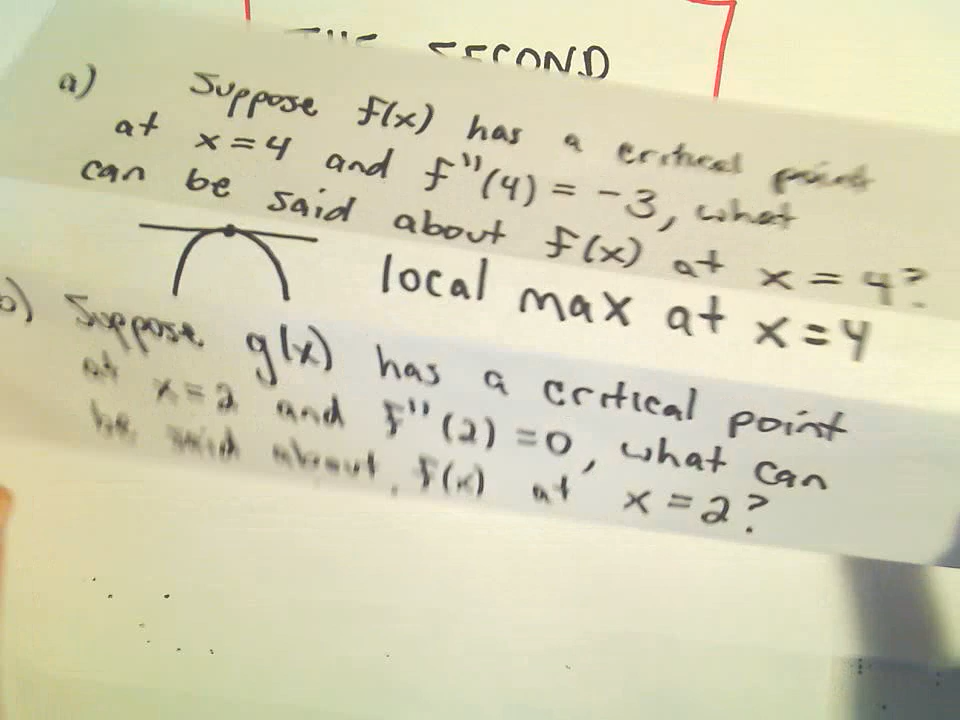 SECOND
a) Suppose f(x) has a critical point
at x=4 and f"(4) = -3, what
can be said about f(x) at x=4?
local max at x=4
b) Suppose g(x) has a critical point
at x=2 and f"(2) =0, what can
be said about f(x) at x=2?